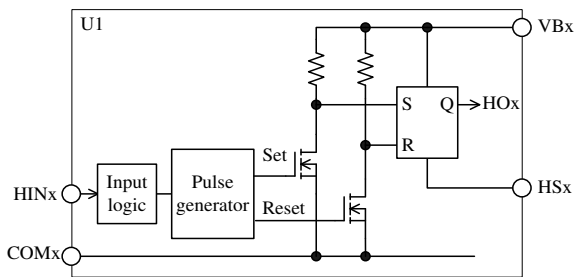 U1
VBx
S
Q
HOx
R
Set
HINx
Input
logic
Pulse
generator
Reset
HSx
COMx